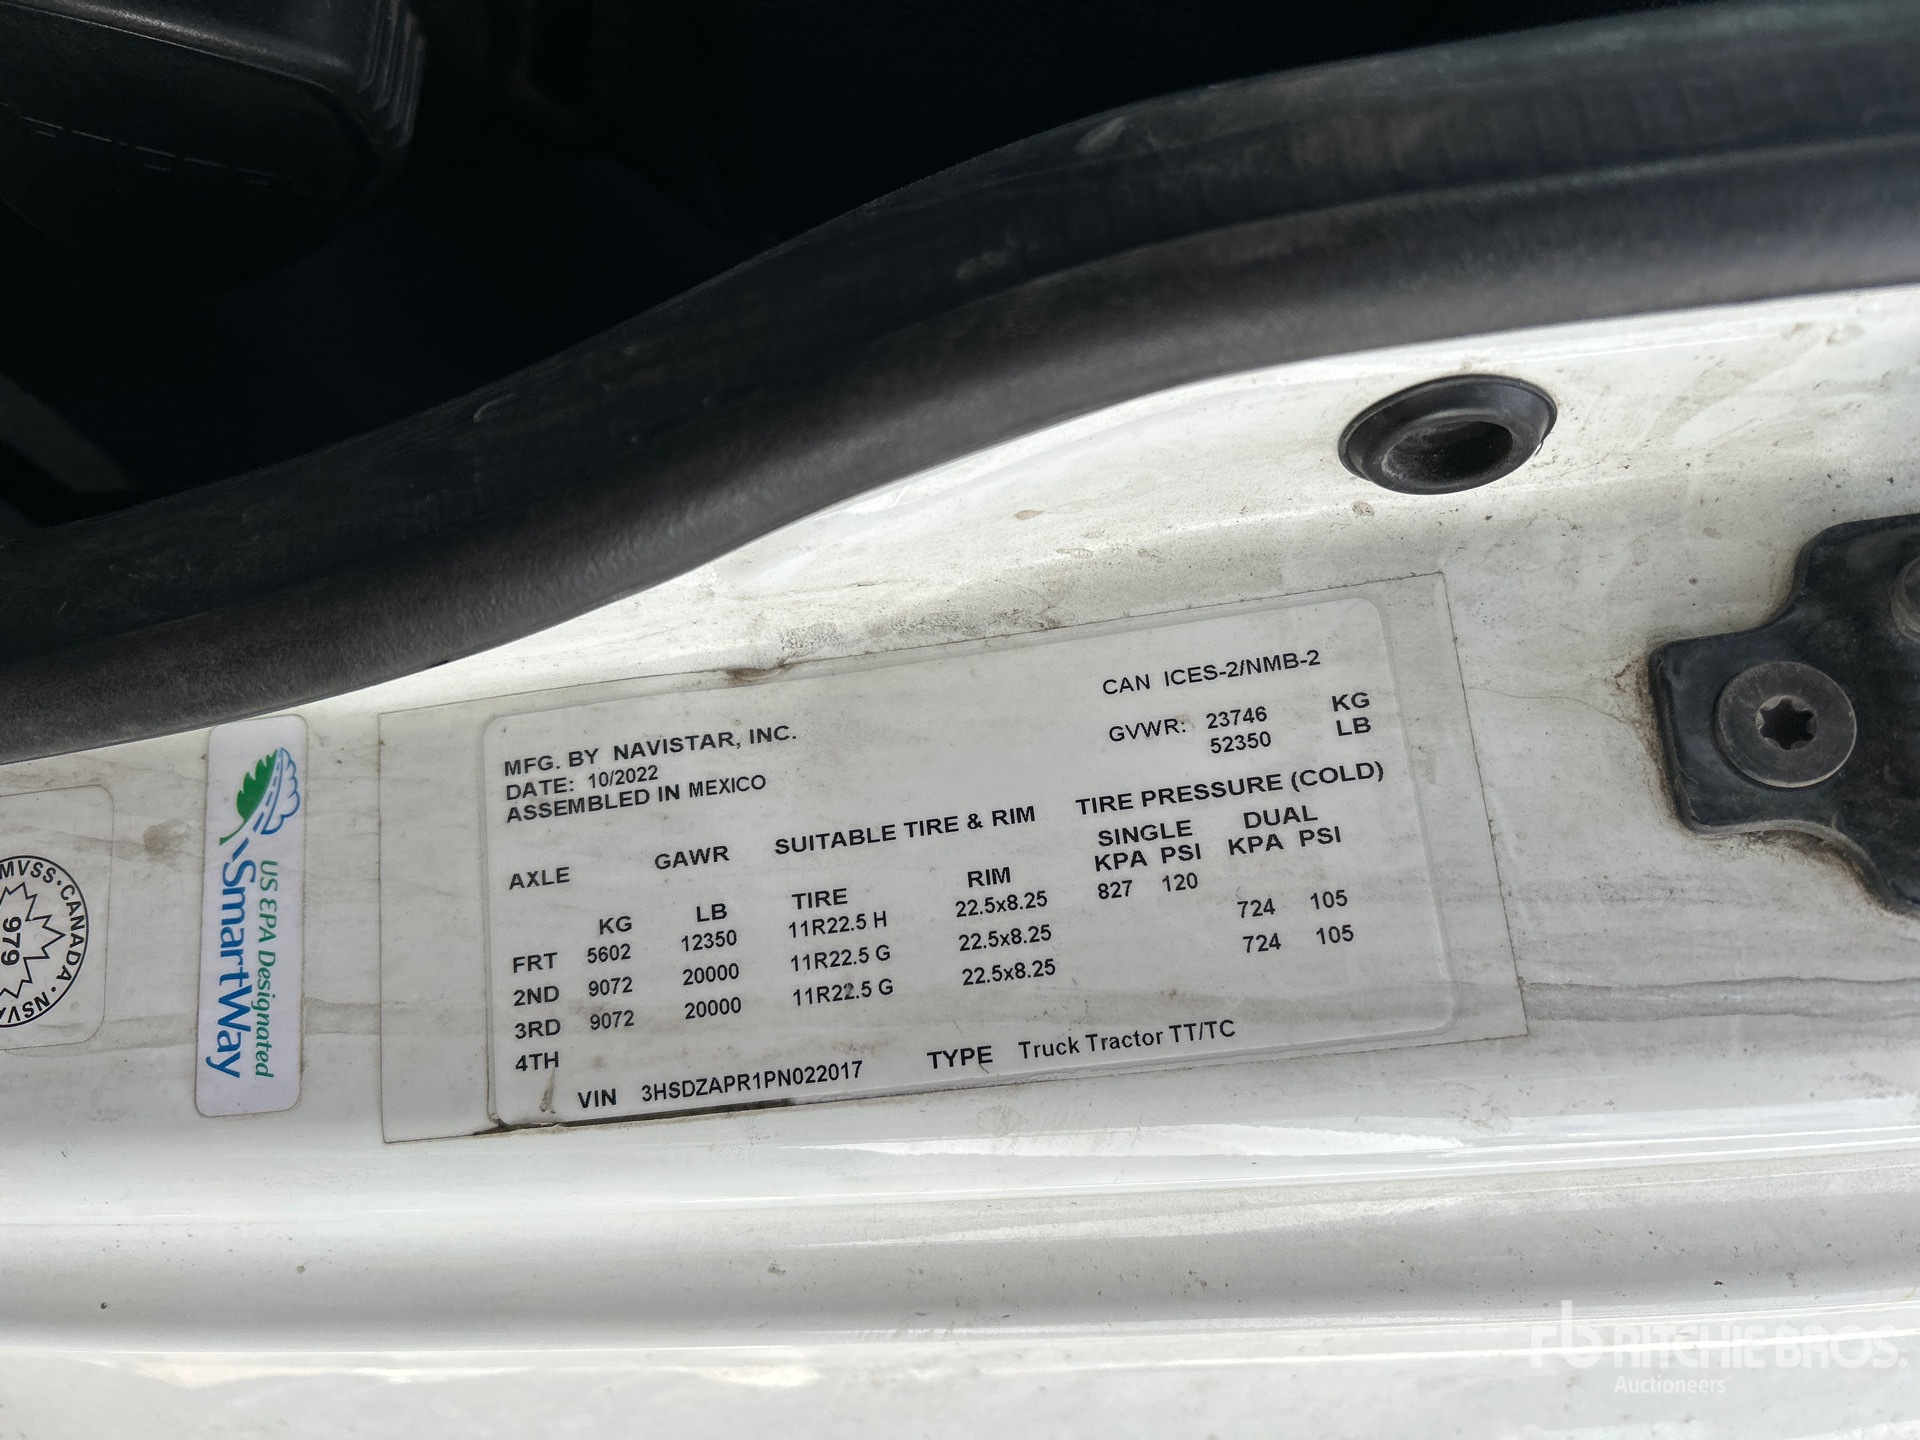 MVSS · CANADA · NSV
979
US EPA Designated
SmartWay
MFG. BY NAVISTAR, INC.
DATE: 10/2022
ASSEMBLED IN MEXICO
CAN ICES-2/NMB-2
GVWR: 23746 KG
52350 LB
AXLE GAWR SUITABLE TIRE & RIM TIRE PRESSURE (COLD)
SINGLE DUAL
KG LB TIRE RIM KPA PSI KPA PSI
FRT 5602 12350 11R22.5 H 22.5x8.25 827 120
2ND 9072 20000 11R22.5 G 22.5x8.25 724 105
3RD 9072 20000 11R22.5 G 22.5x8.25 724 105
4TH
VIN 3HSDZAPR1PN022017 TYPE Truck Tractor TT/TC
rb RITCHIE BROS.
Auctioneers